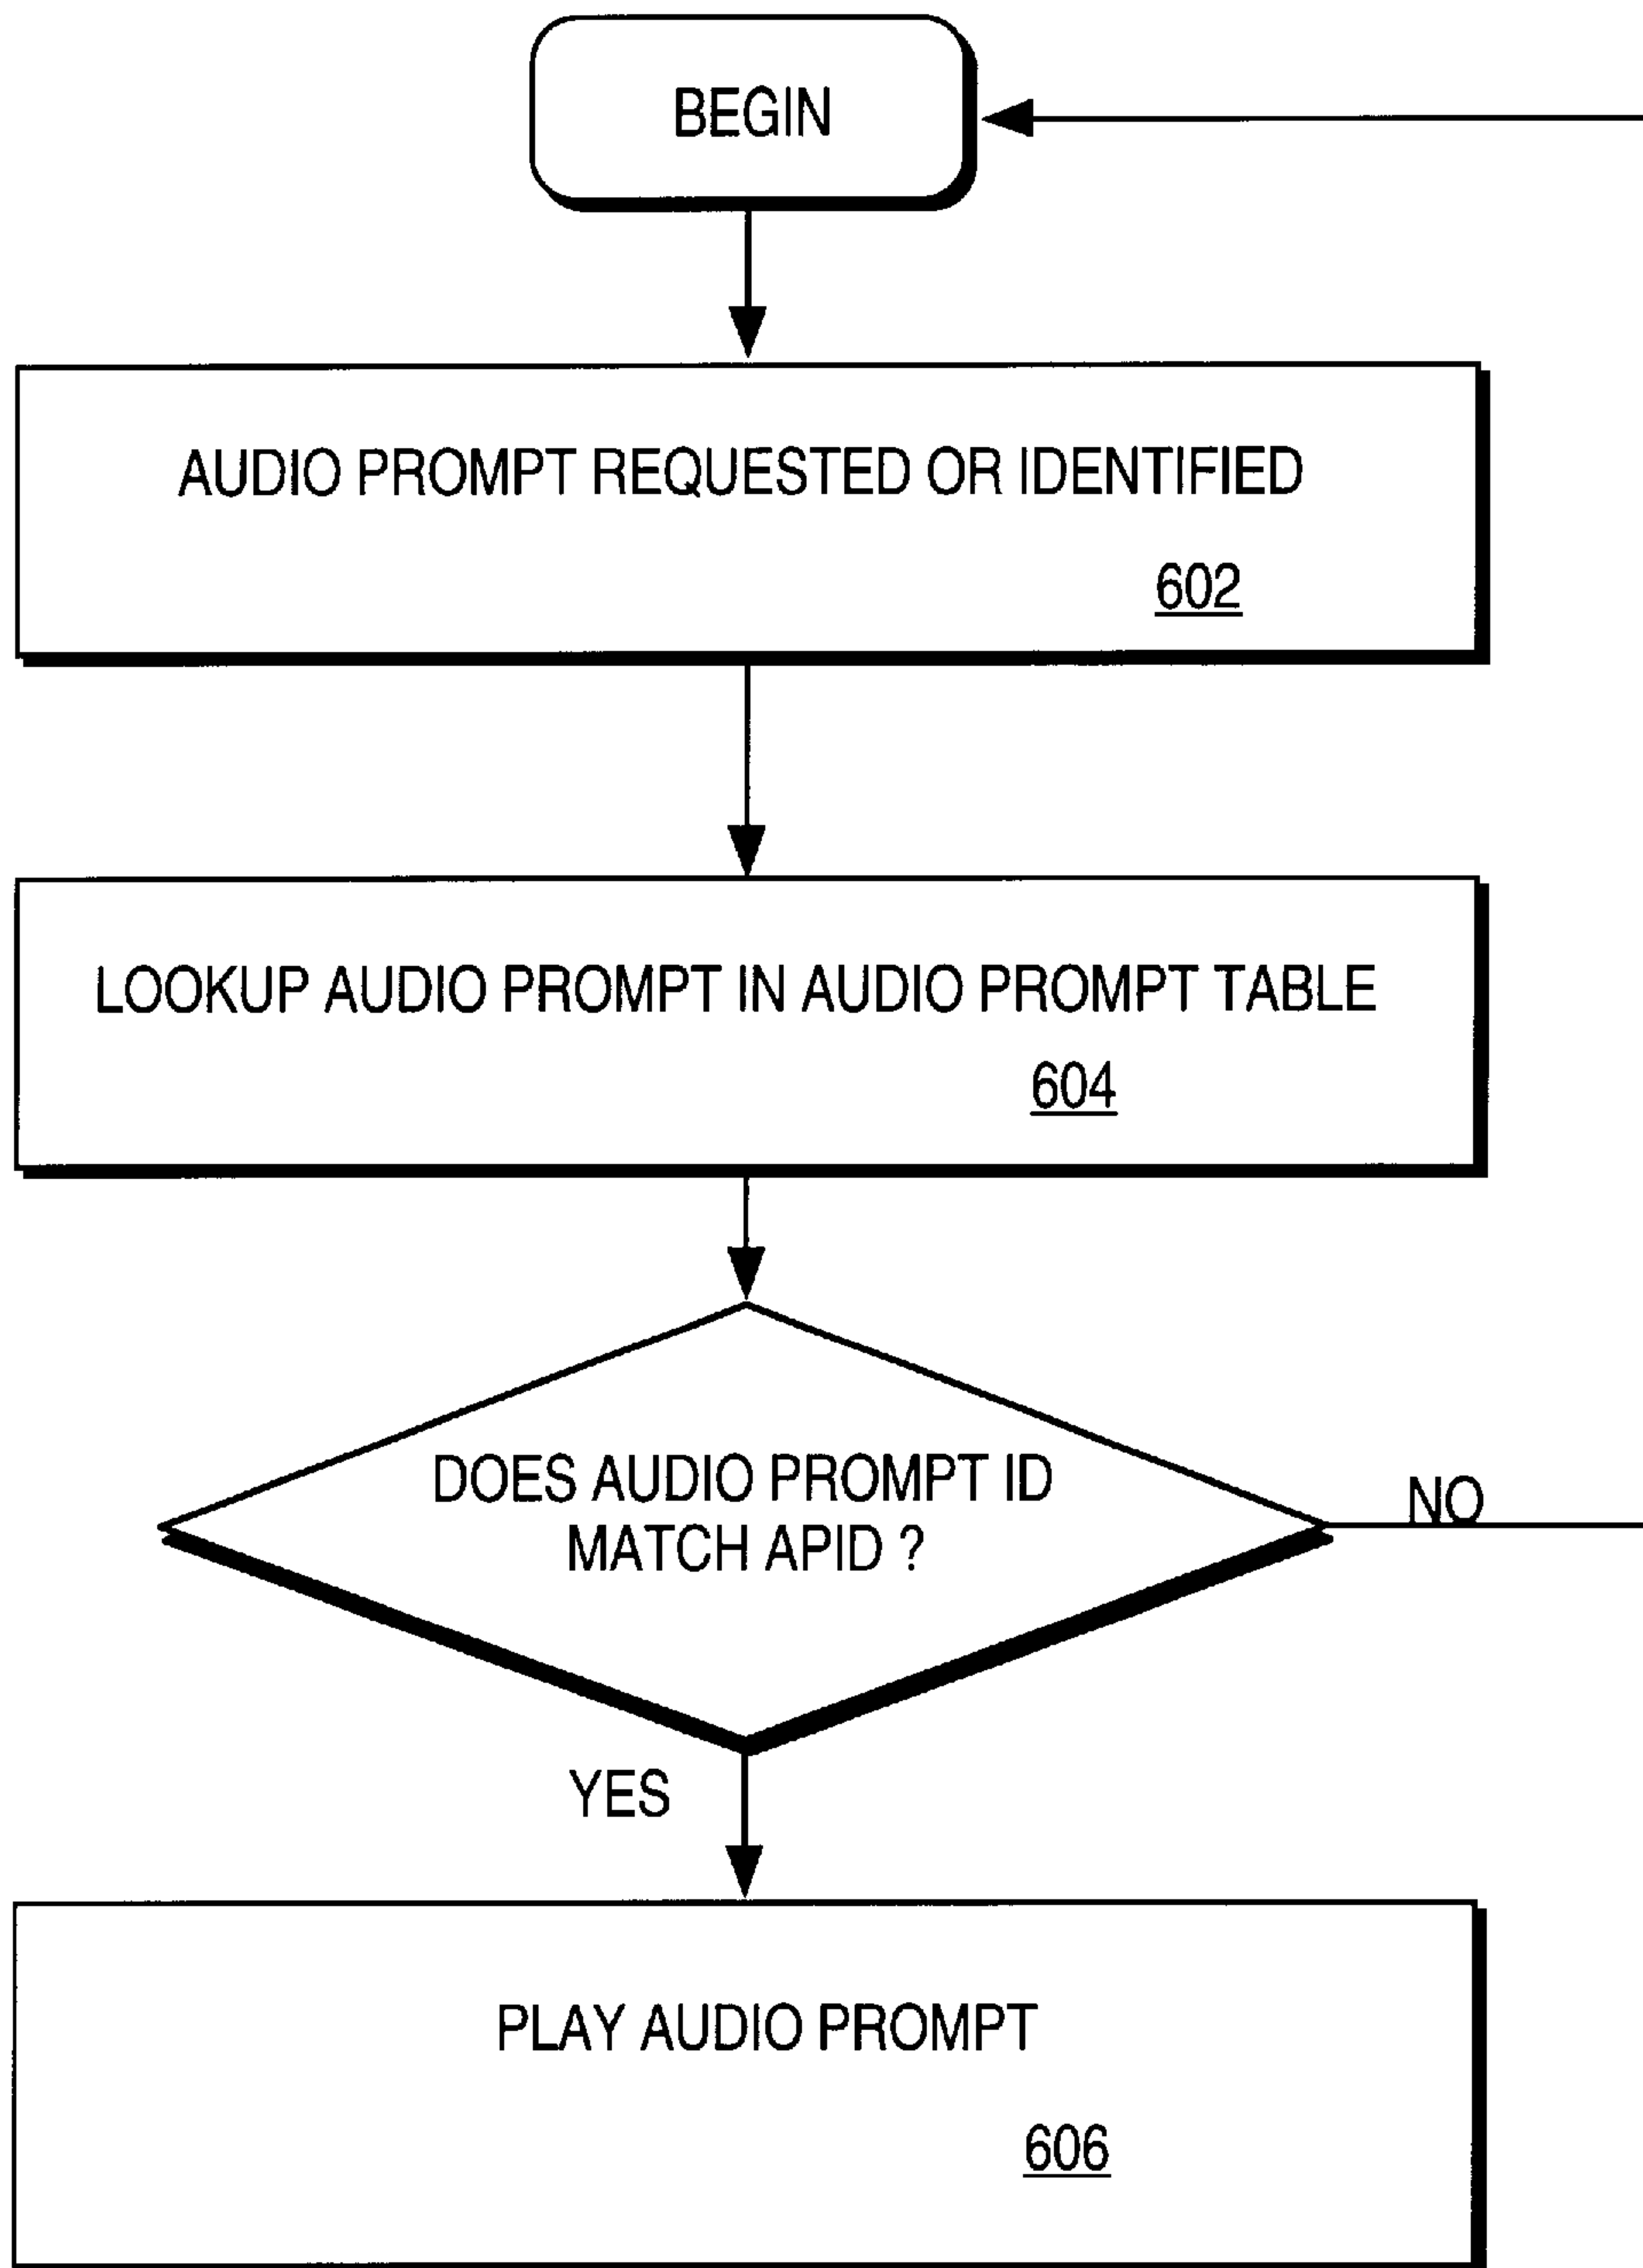 BEGIN
AUDIO PROMPT REQUESTED OR IDENTIFIED
602
LOOKUP AUDIO PROMPT IN AUDIO PROMPT TABLE
604
DOES AUDIO PROMPT ID
MATCH APID ?
NO
YES
PLAY AUDIO PROMPT
606